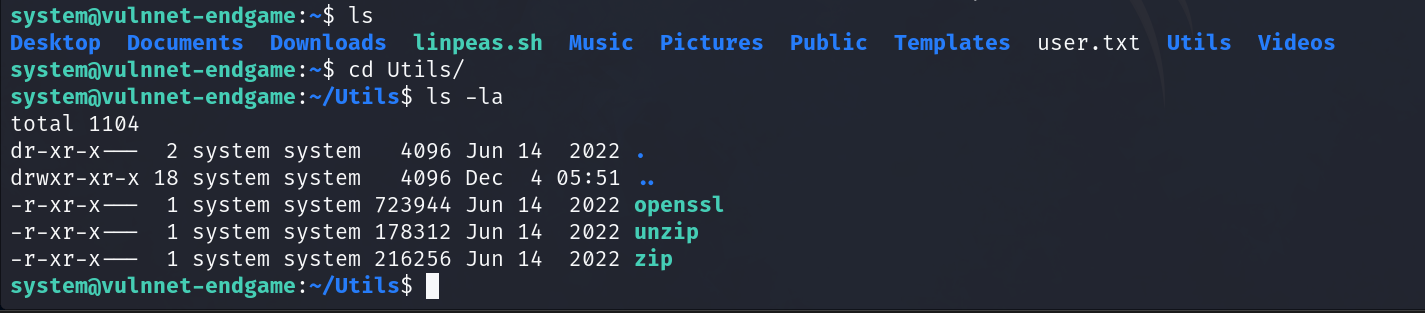 system@vulnnet-endgame:~$ ls
Desktop  Documents  Downloads  linpeas.sh  Music  Pictures  Public  Templates  user.txt  Utils  Videos
system@vulnnet-endgame:~$ cd Utils/
system@vulnnet-endgame:~/Utils$ ls -la
total 1104
dr-xr-x---  2 system system   4096 Jun 14  2022 .
drwxr-xr-x 18 system system   4096 Dec  4 05:51 ..
-r-xr-x---  1 system system 723944 Jun 14  2022 openssl
-r-xr-x---  1 system system 178312 Jun 14  2022 unzip
-r-xr-x---  1 system system 216256 Jun 14  2022 zip
system@vulnnet-endgame:~/Utils$